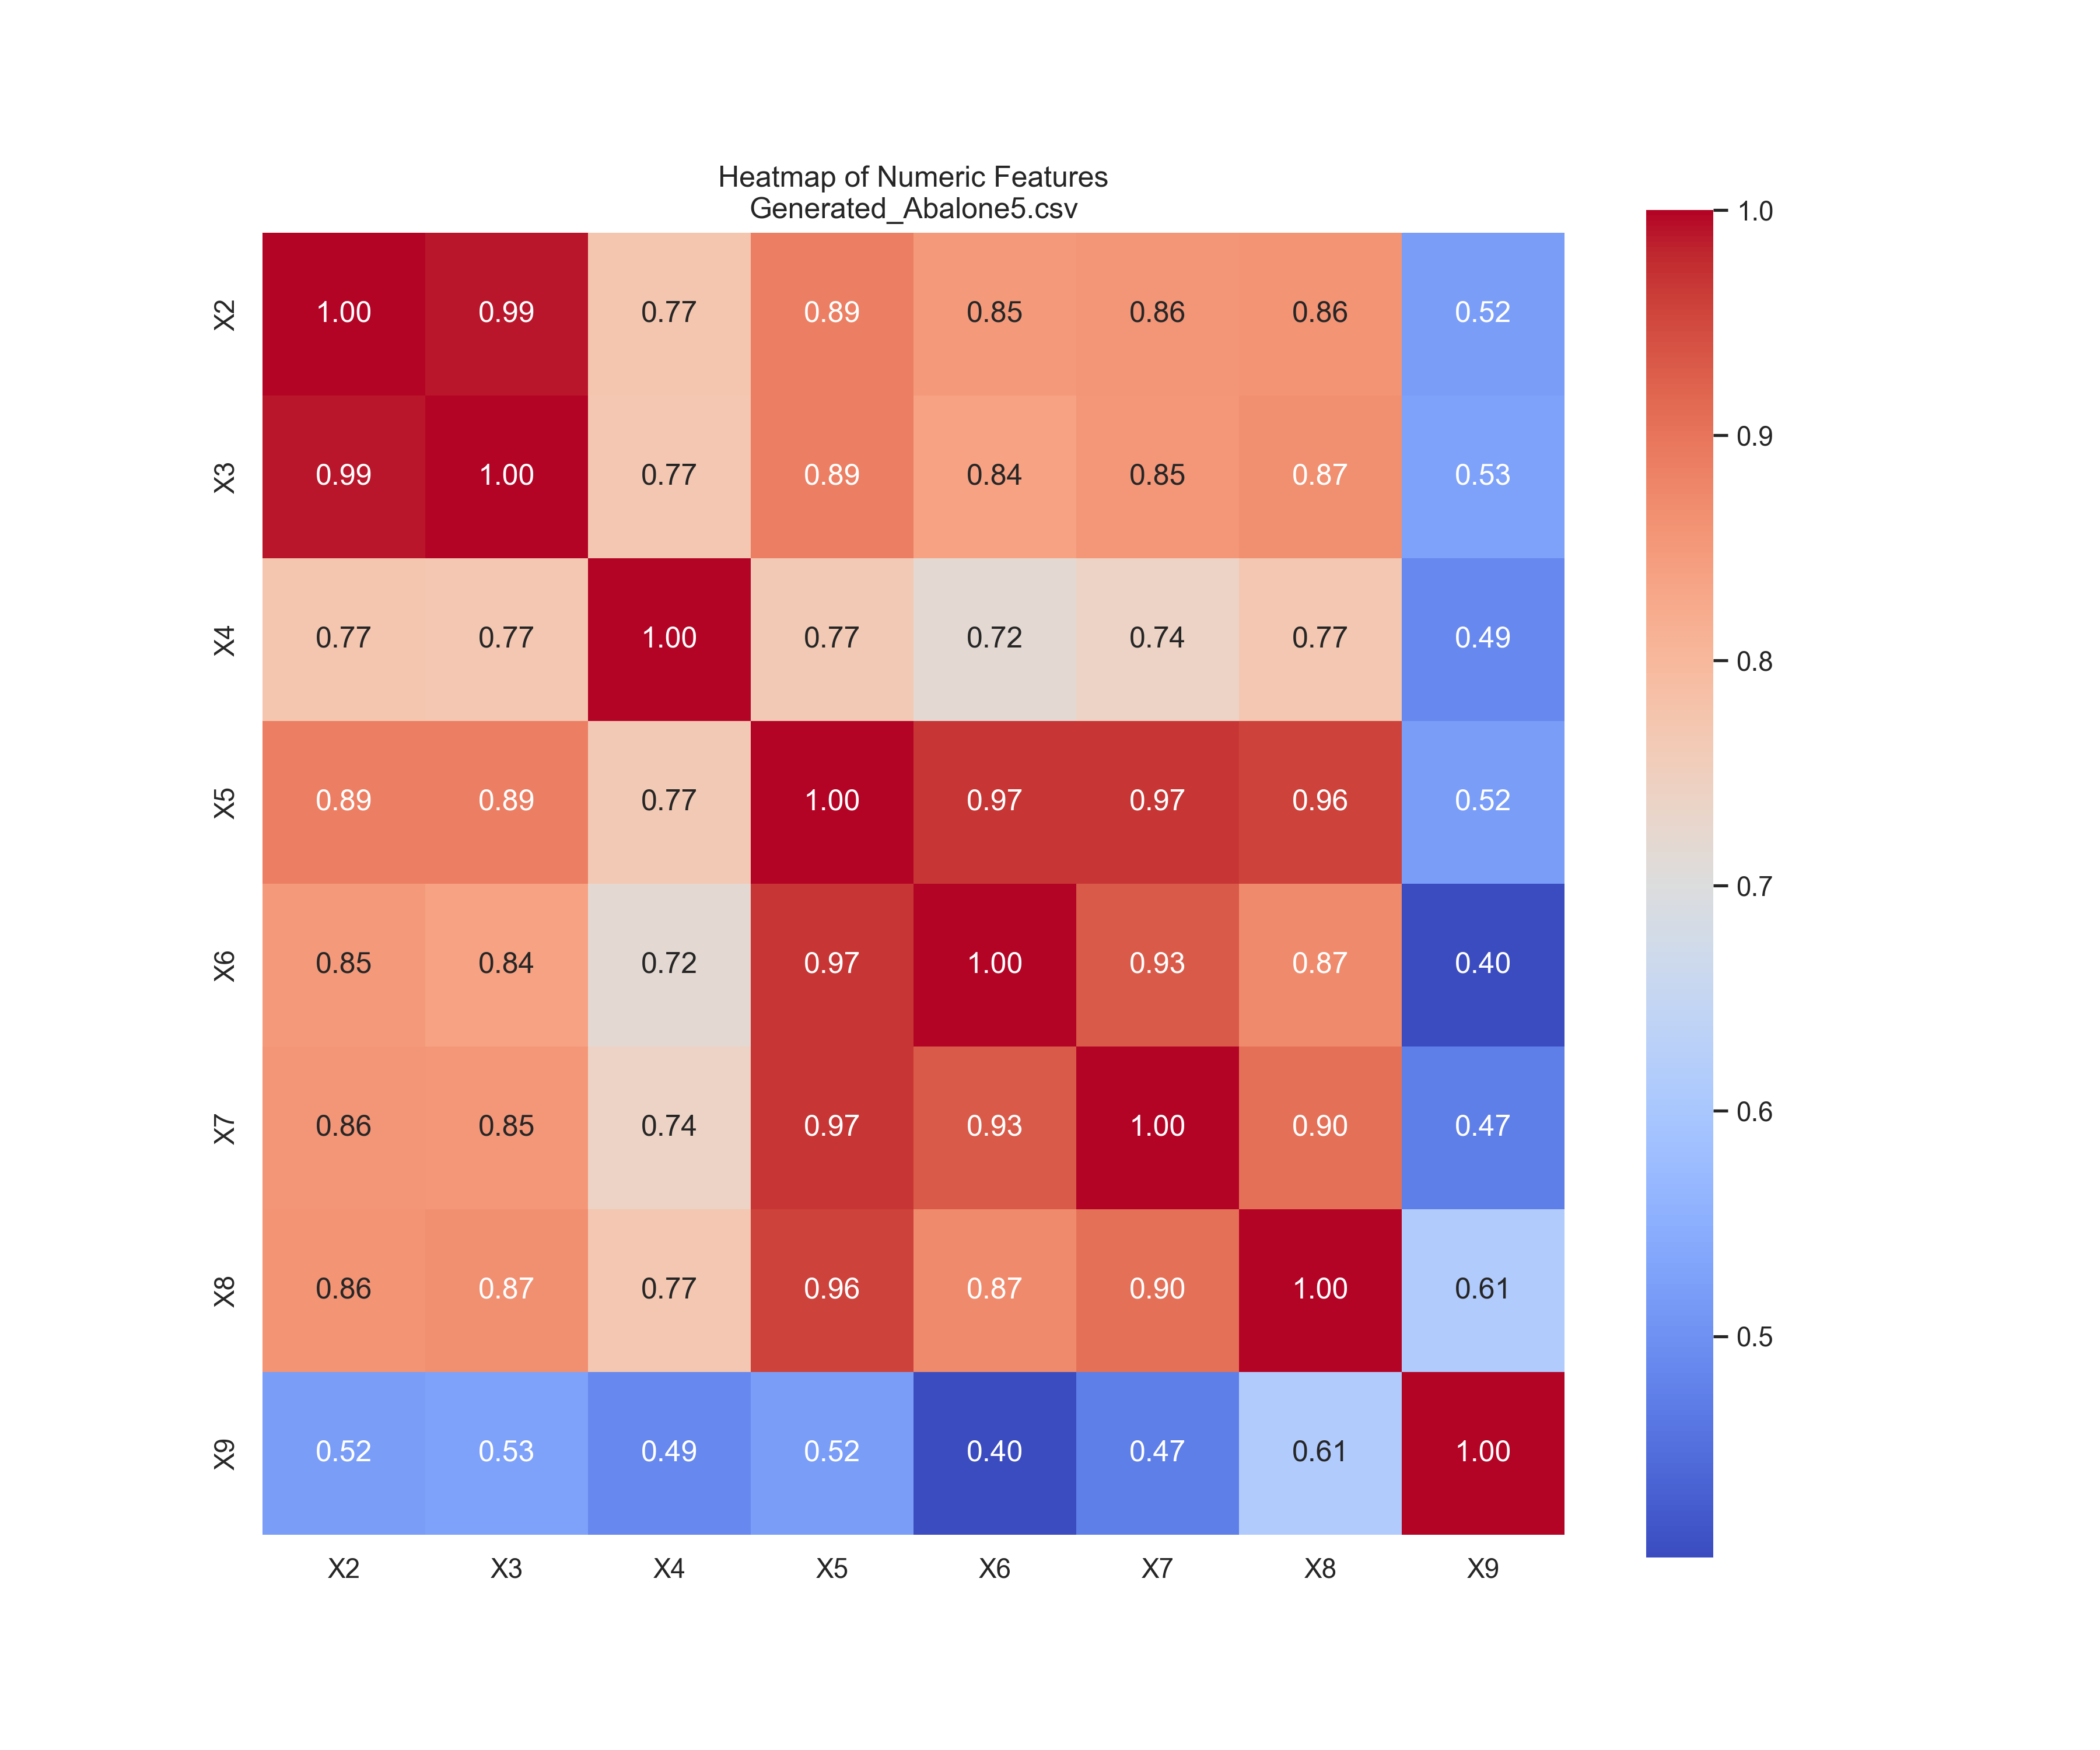 Heatmap of Numeric Features
Generated_Abalone5.csv
X2 1.00 0.99 0.77 0.89 0.85 0.86 0.86 0.52
X3 0.99 1.00 0.77 0.89 0.84 0.85 0.87 0.53
X4 0.77 0.77 1.00 0.77 0.72 0.74 0.77 0.49
X5 0.89 0.89 0.77 1.00 0.97 0.97 0.96 0.52
X6 0.85 0.84 0.72 0.97 1.00 0.93 0.87 0.40
X7 0.86 0.85 0.74 0.97 0.93 1.00 0.90 0.47
X8 0.86 0.87 0.77 0.96 0.87 0.90 1.00 0.61
X9 0.52 0.53 0.49 0.52 0.40 0.47 0.61 1.00
X2 X3 X4 X5 X6 X7 X8 X9
1.0
0.9
0.8
0.7
0.6
0.5